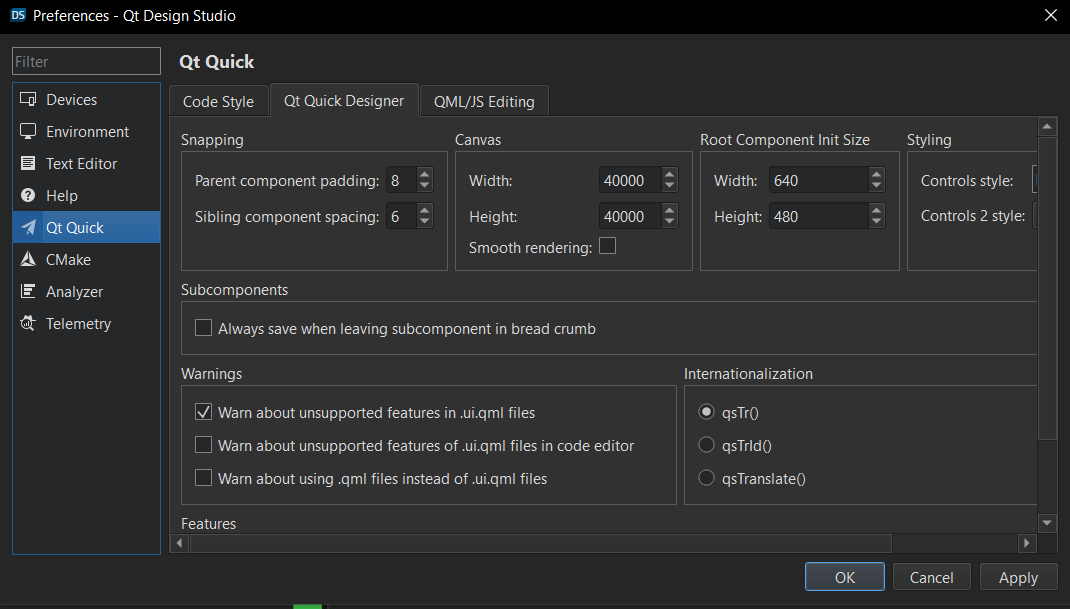 DS Preferences - Qt Design Studio
Filter
Devices
Environment
Text Editor
Help
Qt Quick
CMake
Analyzer
Telemetry
Qt Quick
Code Style Qt Quick Designer QML/JS Editing
Snapping
Parent component padding: 8
Sibling component spacing: 6
Canvas
Width: 40000
Height: 40000
Smooth rendering:
Root Component Init Size
Width: 640
Height: 480
Styling
Controls style:
Controls 2 style:
Subcomponents
Always save when leaving subcomponent in bread crumb
Warnings
Warn about unsupported features in .ui.qml files
Warn about unsupported features of .ui.qml files in code editor
Warn about using .qml files instead of .ui.qml files
Internationalization
qsTr()
qsTrId()
qsTranslate()
Features
OK Cancel Apply